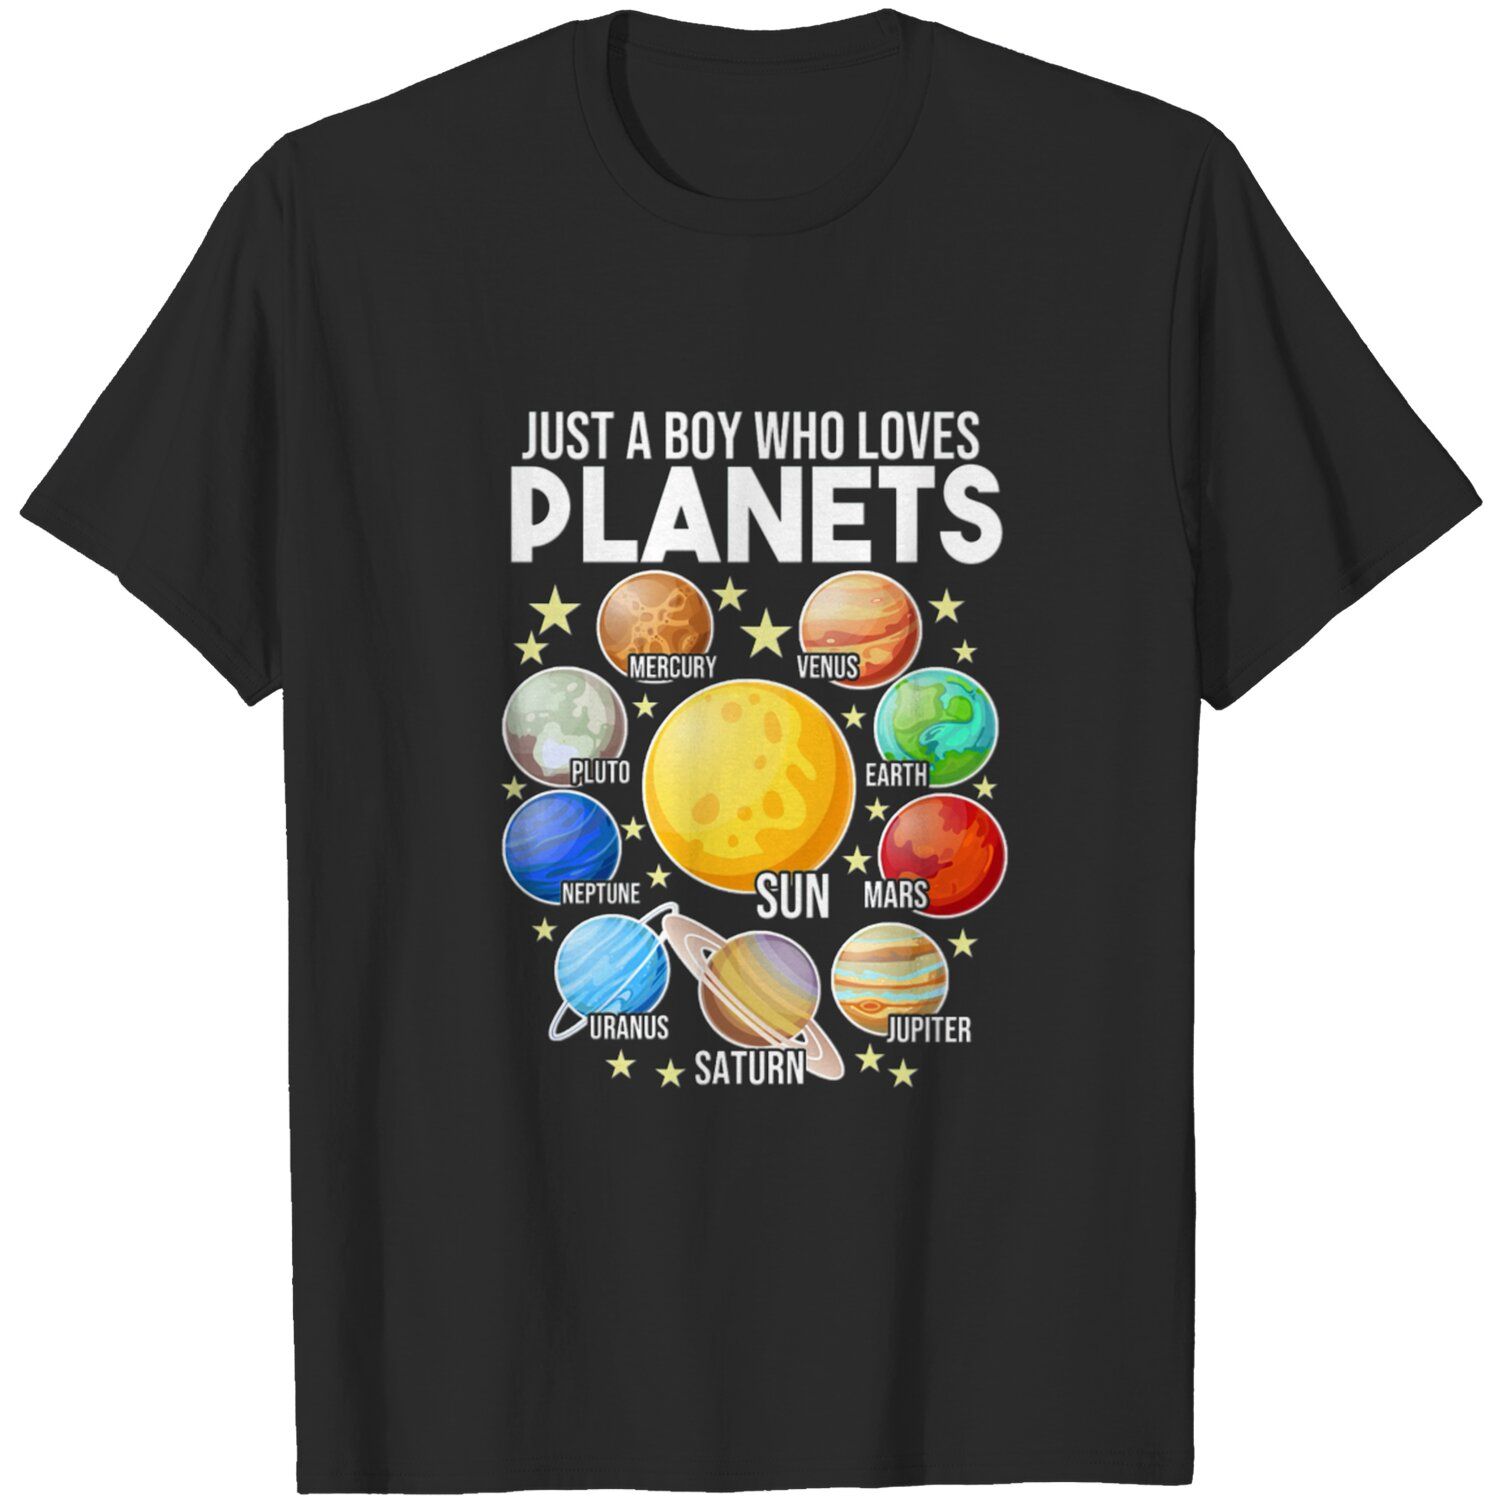 JUST A BOY WHO LOVES
PLANETS
MERCURY
VENUS
PLUTO
EARTH
NEPTUNE
SUN
MARS
URANUS
SATURN
JUPITER